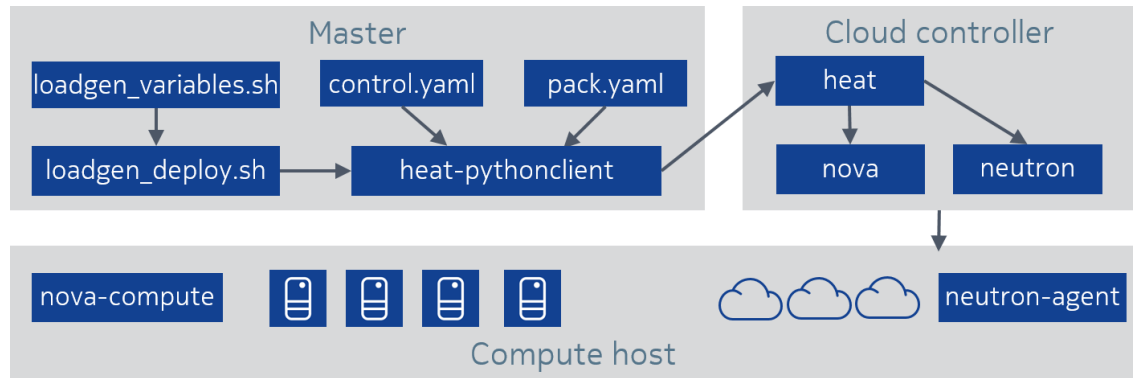 Master
loadgen_variables.sh
control.yaml
pack.yaml
loadgen_deploy.sh
heat-pythonclient
Cloud controller
heat
nova
neutron
nova-compute
neutron-agent
Compute host